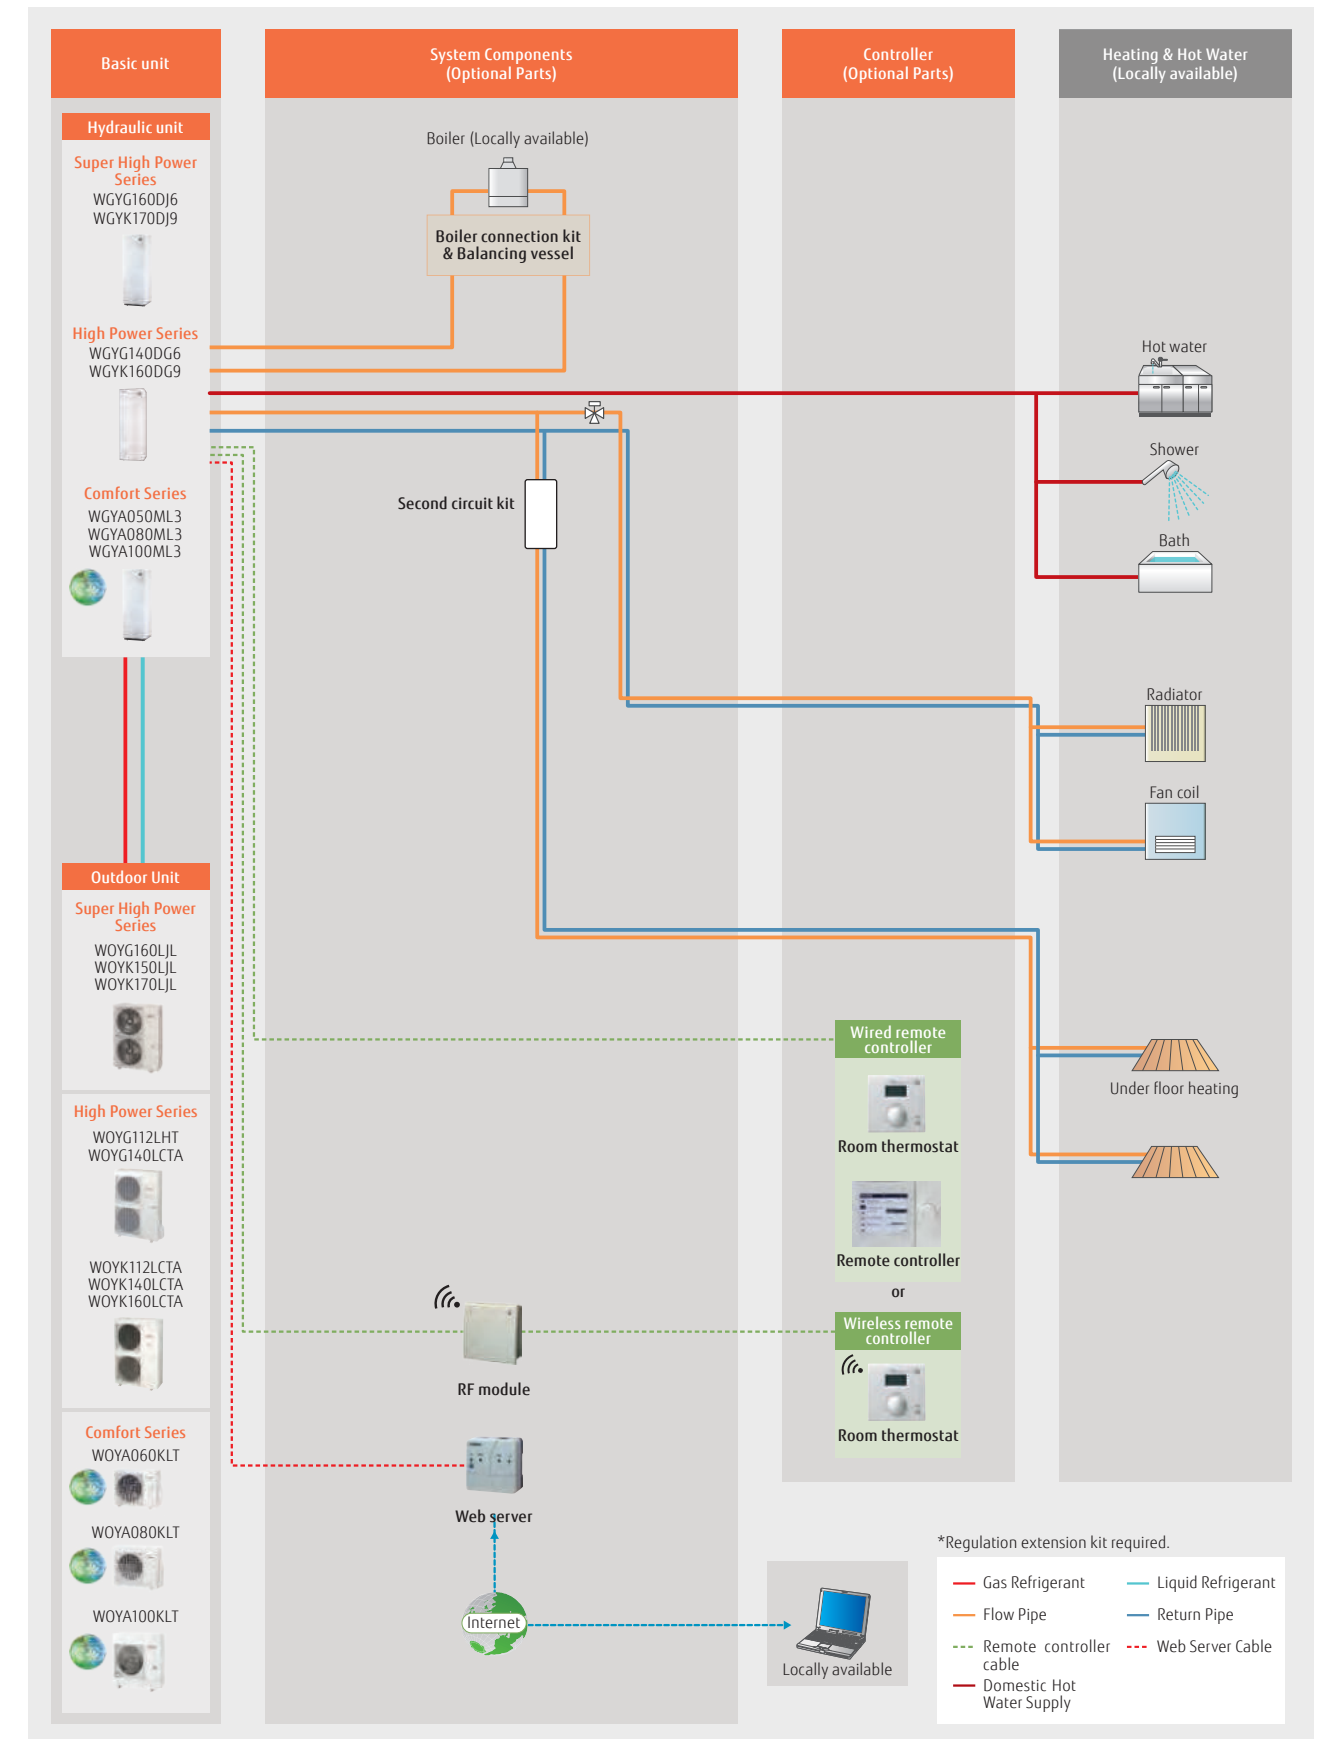 Basic unit
System Components
(Optional Parts)
Controller
(Optional Parts)
Heating & Hot Water
(Locally available)
Hydraulic unit
Super High Power
Series
WGYG160DJ6
WGYK170DJ9
High Power Series
WGYG140DG6
WGYK160DG9
Comfort Series
WGYA050ML3
WGYA080ML3
WGYA100ML3
Outdoor Unit
Super High Power
Series
WOYG160LJL
WOYK150LJL
WOYK170LJL
High Power Series
WOYG112LHT
WOYG140LCTA
WOYK112LCTA
WOYK140LCTA
WOYK160LCTA
Comfort Series
WOYA060KLT
WOYA080KLT
WOYA100KLT
Boiler (Locally available)
Boiler connection kit
& Balancing vessel
Second circuit kit
RF module
Web server
Internet
Wired remote
controller
Room thermostat
Remote controller
or
Wireless remote
controller
Room thermostat
Locally available
Hot water
Shower
Bath
Radiator
Fan coil
Under floor heating
*Regulation extension kit required.
Gas Refrigerant
Liquid Refrigerant
Flow Pipe
Return Pipe
Remote controller
cable
Web Server Cable
Domestic Hot
Water Supply